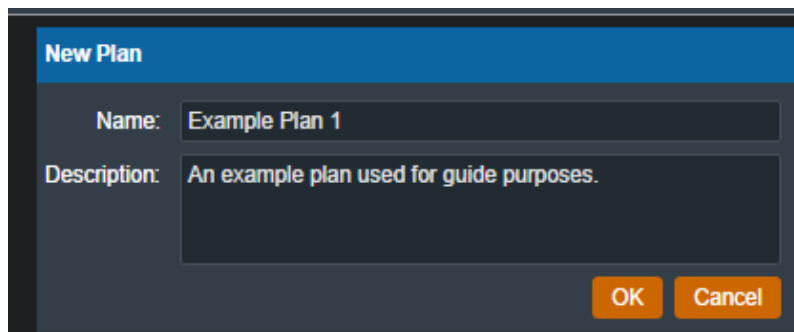 New Plan
Name: Example Plan 1
Description: An example plan used for guide purposes.
OK Cancel